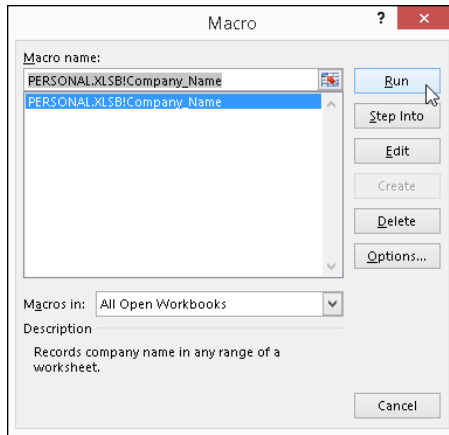 Macro
?
×
Macro name:
PERSONAL.XLSB!Company_Name
PERSONAL.XLSB!Company_Name
Run
Step Into
Edit
Create
Delete
Options...
Macros in: All Open Workbooks
Description
Records company name in any range of a
worksheet.
Cancel